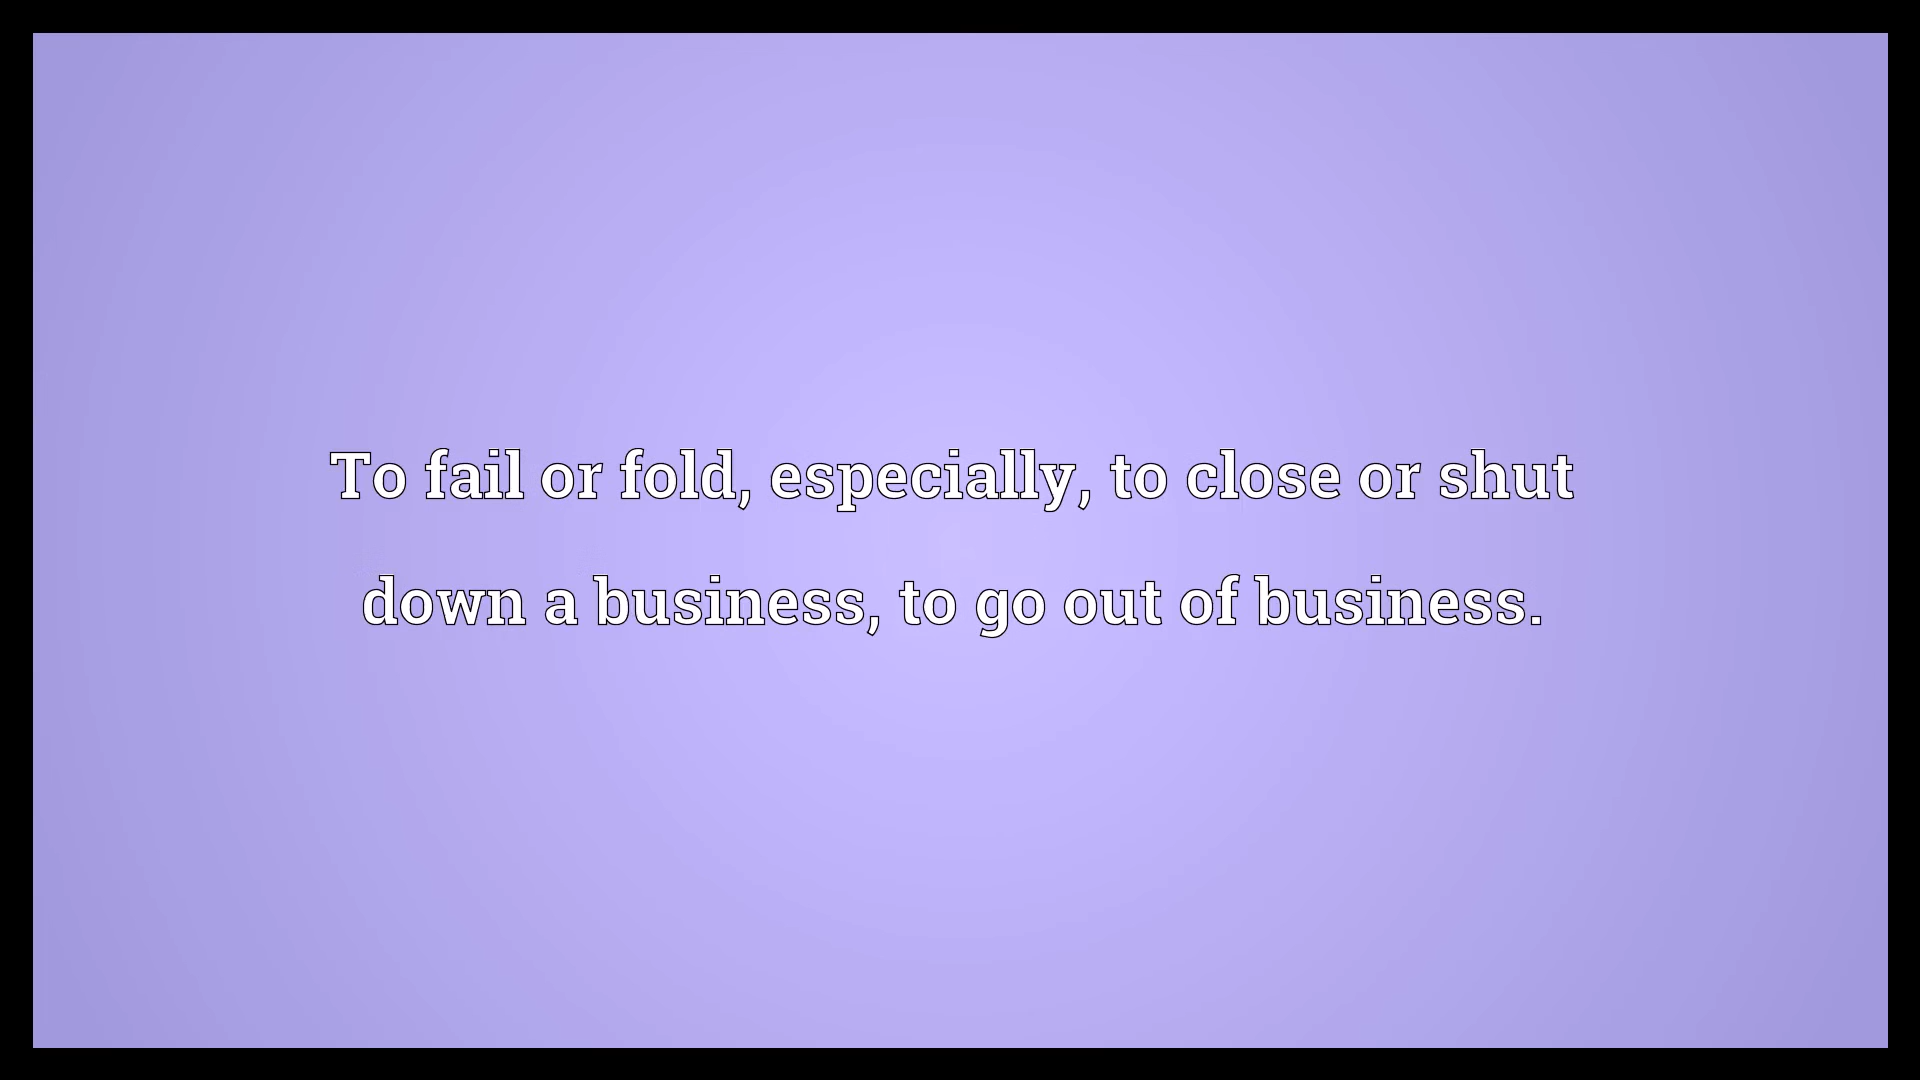 To fail or fold, especially, to close or shut
down a business, to go out of business.